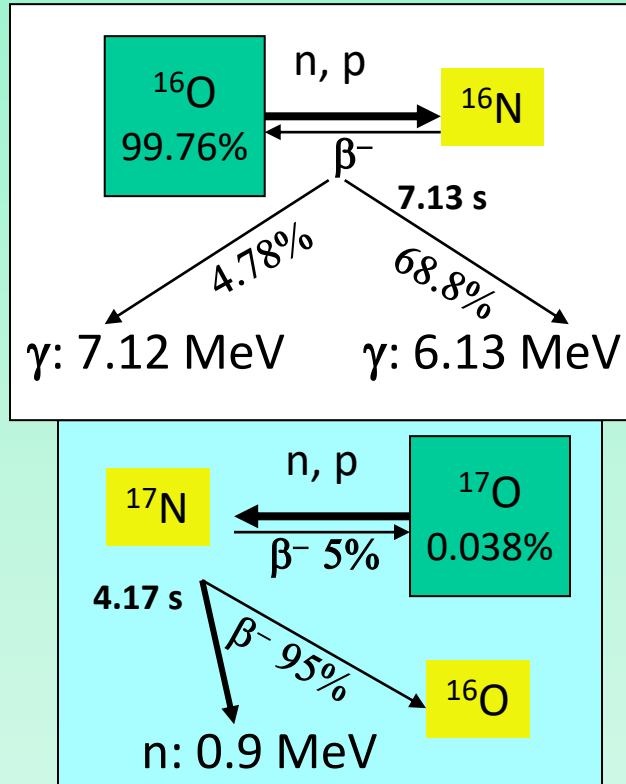 n, p
¹⁶O
99.76%
¹⁶N
β⁻
7.13 s
4.78%
68.8%
γ: 7.12 MeV
γ: 6.13 MeV
n, p
¹⁷N
¹⁷O
0.038%
β⁻ 5%
4.17 s
β⁻ 95%
¹⁶O
n: 0.9 MeV